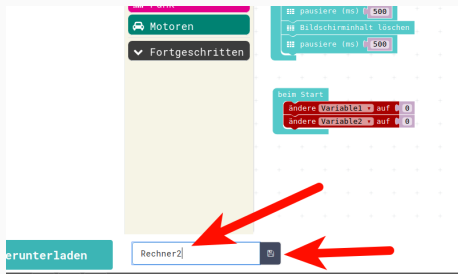 Motoren
Fortgeschritten
pausiere (ms) 500
Bildschirminhalt löschen
pausiere (ms) 500
beim Start
ändere Variable1 auf 0
ändere Variable2 auf 0
erunterladen
Rechner2